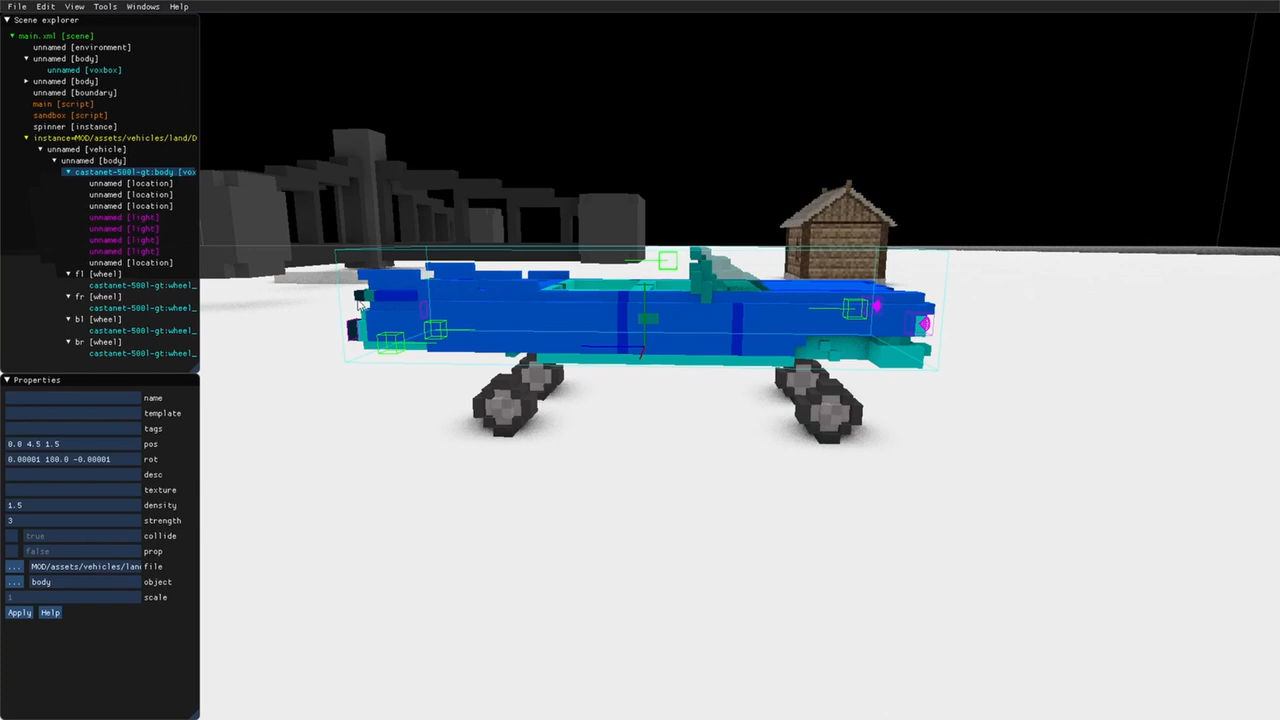 File Edit View Tools Windows Help
Scene explorer
main.xml [scene]
unnamed [environment]
unnamed [body]
unnamed [voxbox]
unnamed [body]
unnamed [boundary]
main [script]
sandbox [script]
spinner [instance]
instance=MOD/assets/vehicles/land/D
unnamed [vehicle]
unnamed [body]
castanet-500l-gt:body [vox
unnamed [location]
unnamed [location]
unnamed [location]
unnamed [light]
unnamed [light]
unnamed [light]
unnamed [light]
unnamed [location]
fl [wheel]
castanet-500l-gt:wheel_
fr [wheel]
castanet-500l-gt:wheel_
bl [wheel]
castanet-500l-gt:wheel_
br [wheel]
castanet-500l-gt:wheel_
Properties
name
template
tags
0.0 4.5 1.5 pos
0.00001 180.0 -0.00001 rot
desc
texture
1.5 density
3 strength
true collide
false prop
... MOD/assets/vehicles/lan file
... body object
1 scale
Apply Help